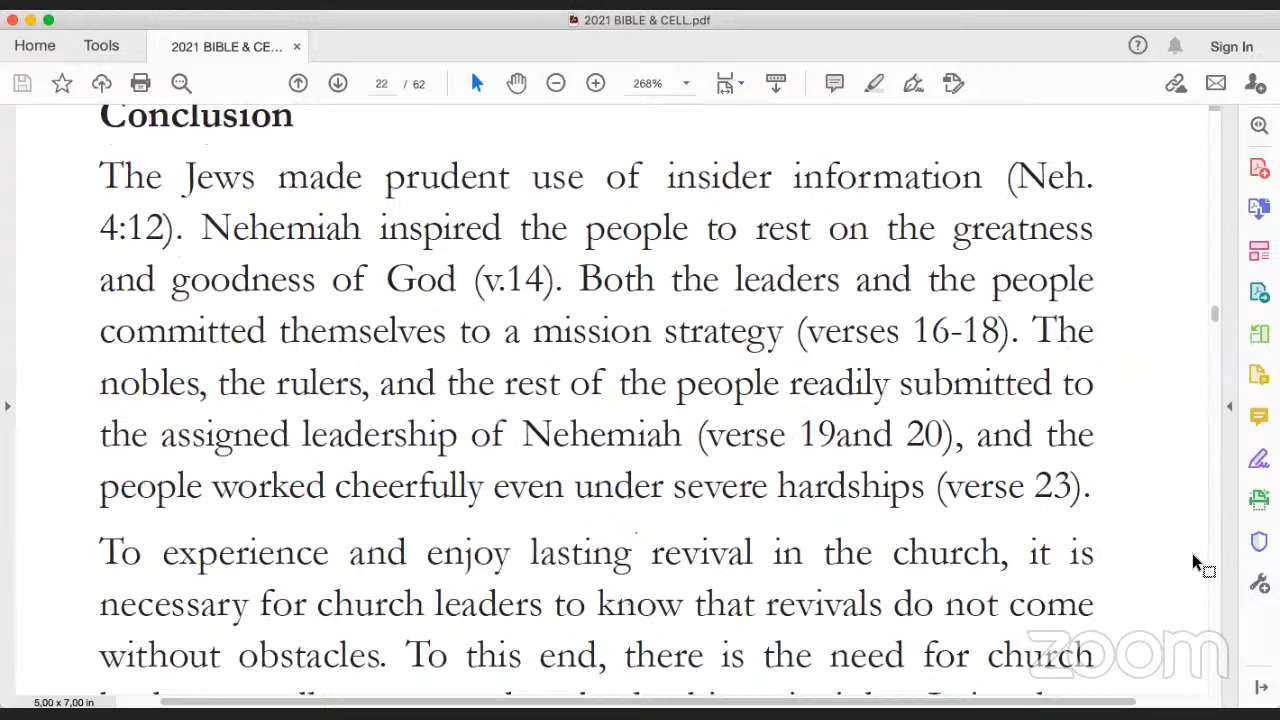 2021 BIBLE & CELL.pdf
Home Tools 2021 BIBLE & CE... × Sign In
22 / 62 268%
Conclusion
The Jews made prudent use of insider information (Neh.
4:12). Nehemiah inspired the people to rest on the greatness
and goodness of God (v.14). Both the leaders and the people
committed themselves to a mission strategy (verses 16-18). The
nobles, the rulers, and the rest of the people readily submitted to
the assigned leadership of Nehemiah (verse 19and 20), and the
people worked cheerfully even under severe hardships (verse 23).
To experience and enjoy lasting revival in the church, it is
necessary for church leaders to know that revivals do not come
without obstacles. To this end, there is the need for church
zoom
5,00 x 7,00 in